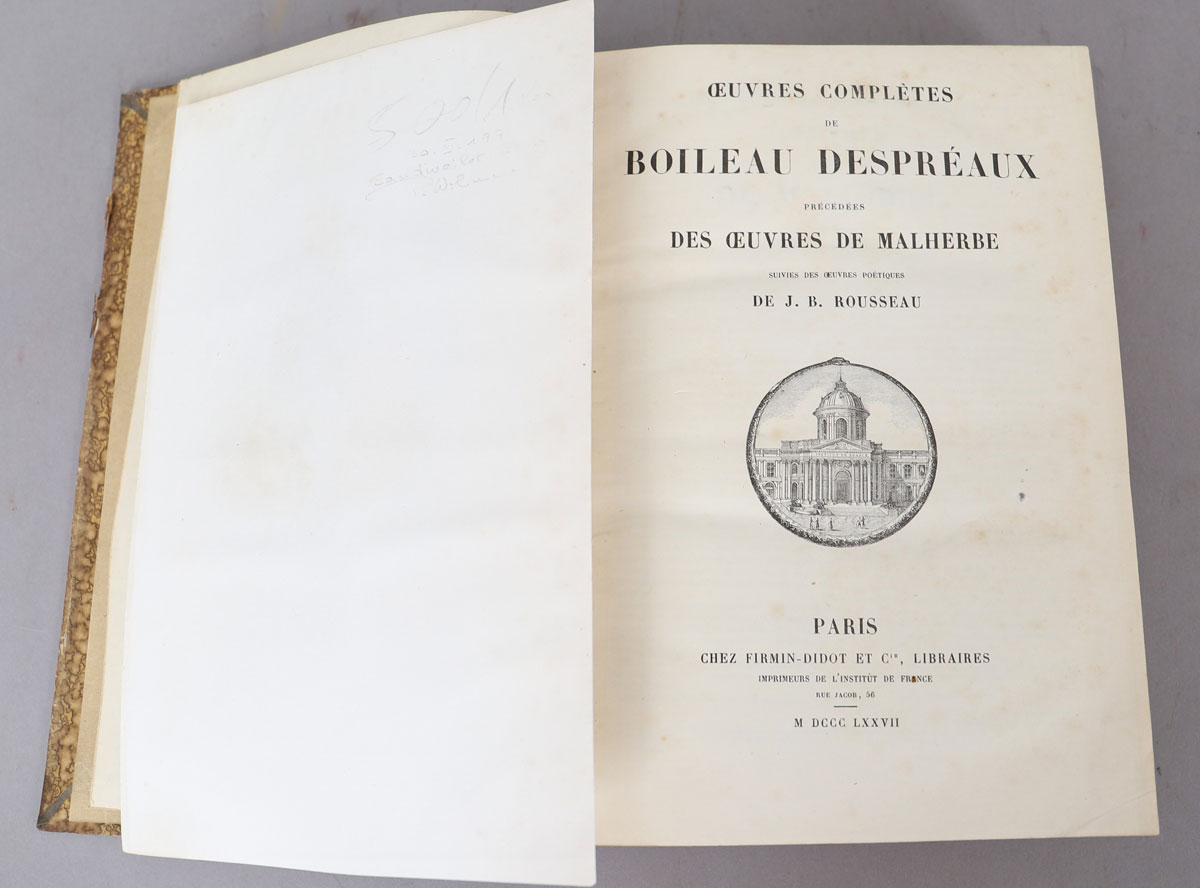 ŒUVRES COMPLÈTES
DE
BOILEAU DESPRÉAUX
PRÉCÉDÉES
DES ŒUVRES DE MALHERBE
SUIVIES DES ŒUVRES POÉTIQUES
DE J. B. ROUSSEAU
PARIS
CHEZ FIRMIN-DIDOT ET Cie, LIBRAIRES
IMPRIMEURS DE L'INSTITUT DE FRANCE
RUE JACOB, 56
M DCCC LXXVII